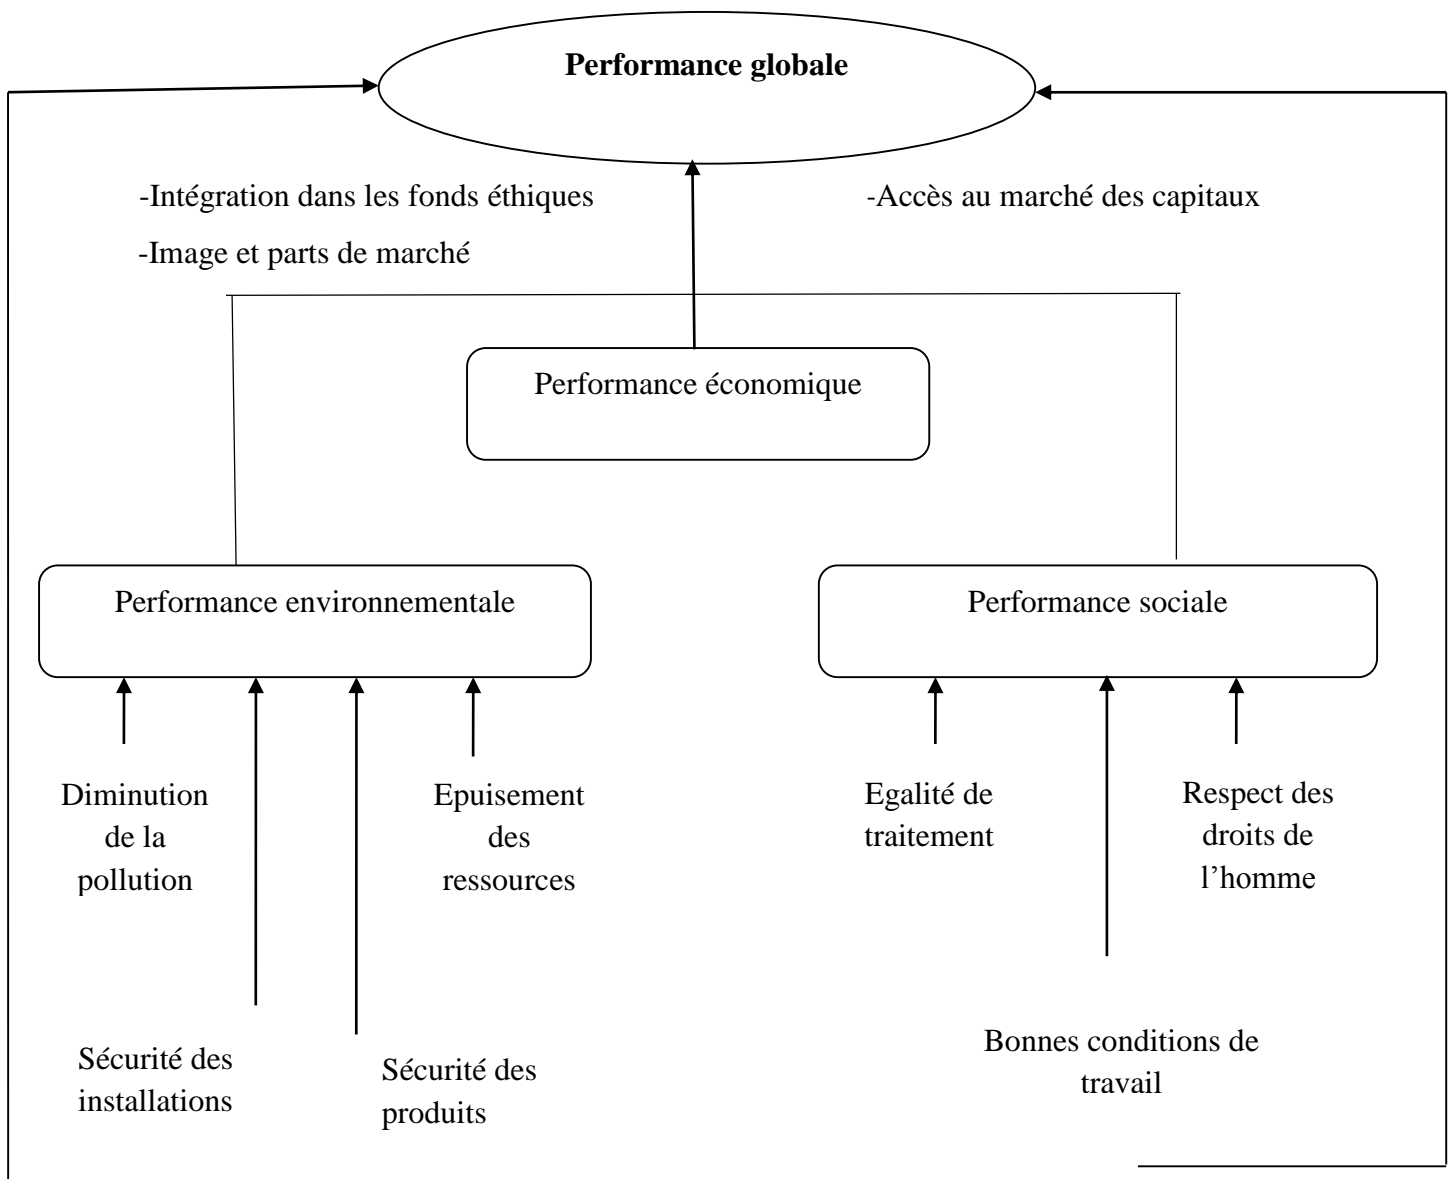 Performance globale
-Intégration dans les fonds éthiques
-Accès au marché des capitaux
-Image et parts de marché
Performance économique
Performance environnementale
Performance sociale
Diminution
de la
pollution
Epuisement
des
ressources
Egalité de
traitement
Respect des
droits de
l’homme
Sécurité des
installations
Sécurité des
produits
Bonnes conditions de
travail